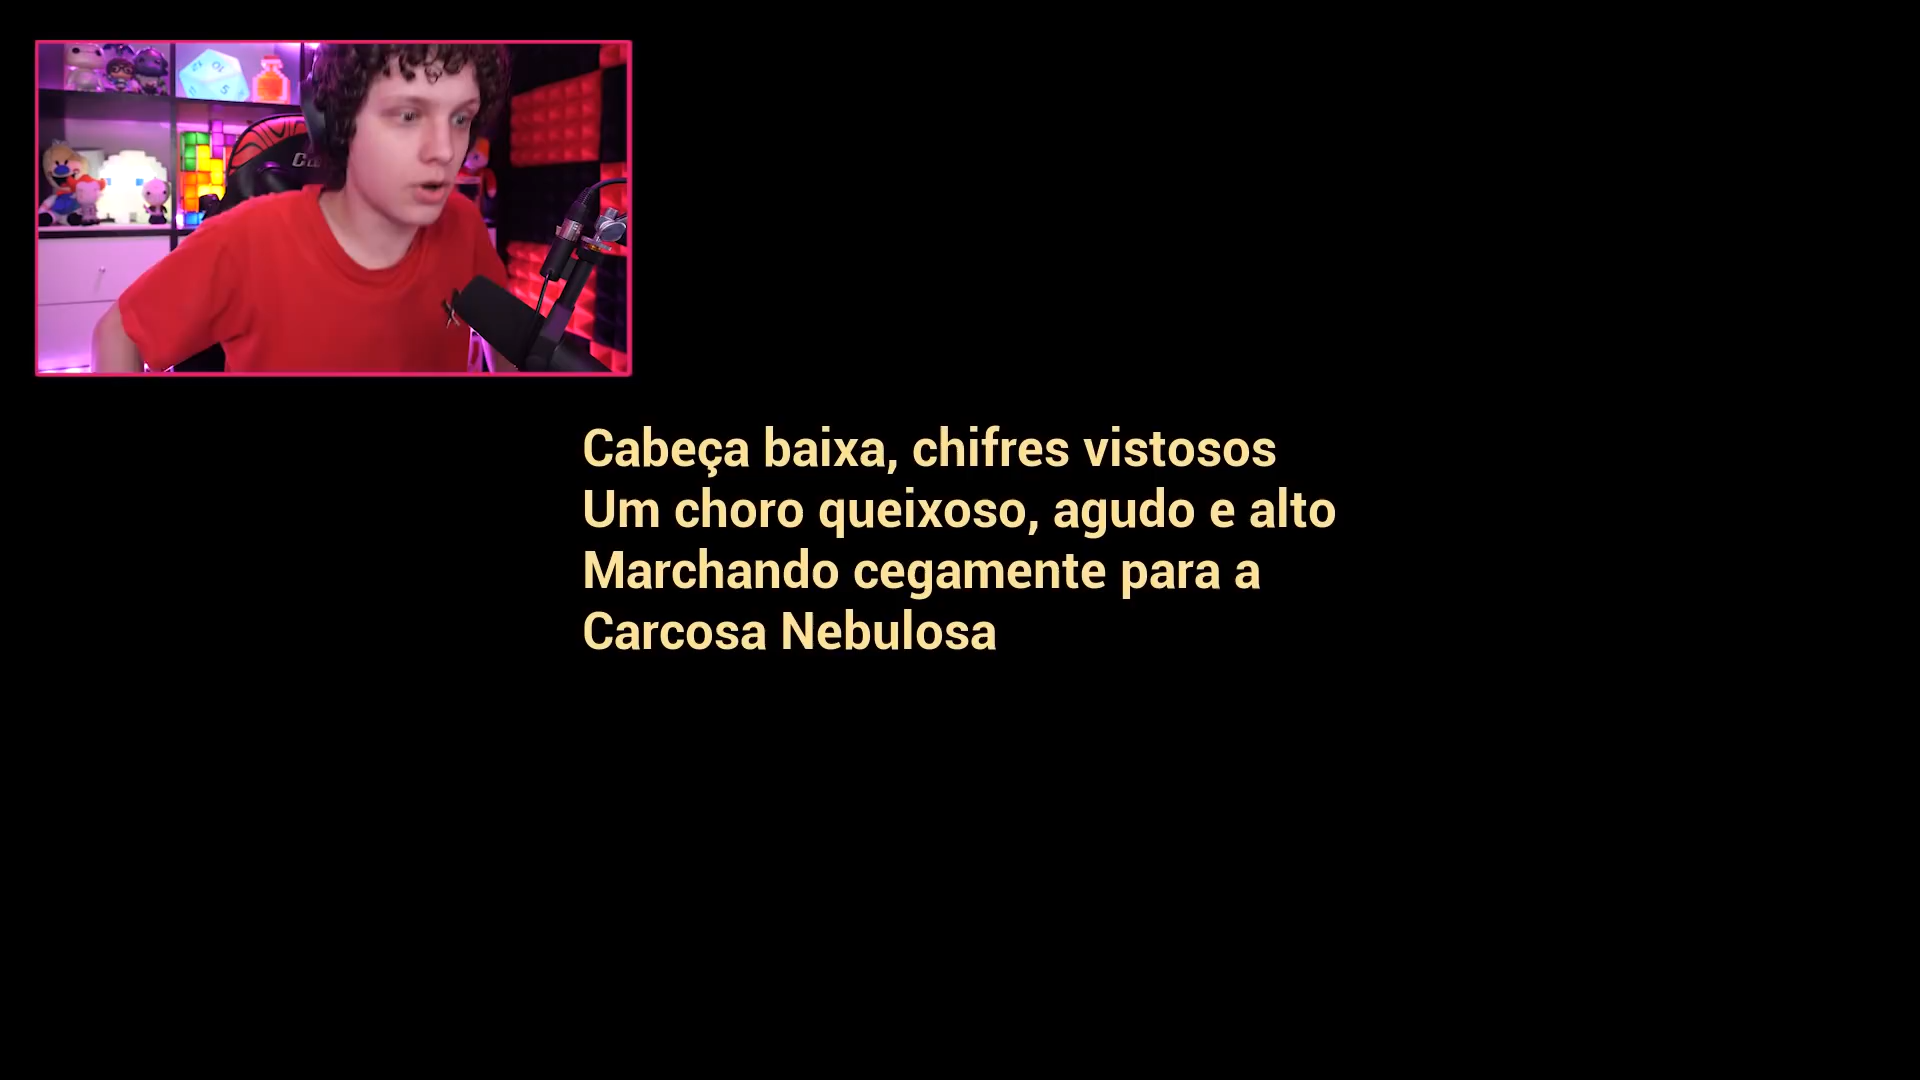 Cabeça baixa, chifres vistosos
Um choro queixoso, agudo e alto
Marchando cegamente para a
Carcosa Nebulosa